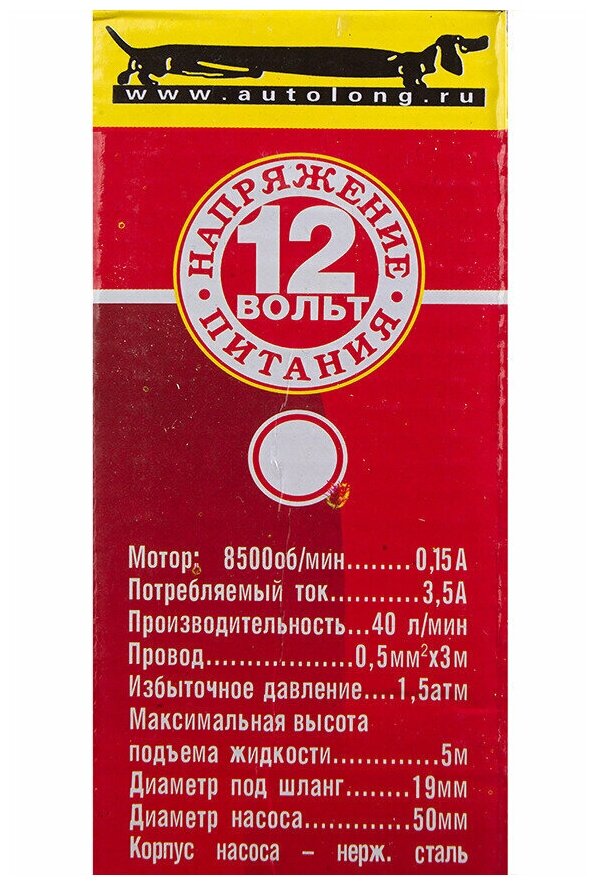 www.autolong.ru
НАПРЯЖЕНИЕ
12
ВОЛЬТ
ПИТАНИЯ
Мотор: 8500об/мин........0,15А
Потребляемый ток...........3,5А
Производительность...40 л/мин
Провод..................0,5мм²х3м
Избыточное давление....1,5атм
Максимальная высота
подъема жидкости.............5м
Диаметр под шланг........19мм
Диаметр насоса.............50мм
Корпус насоса – нерж. сталь